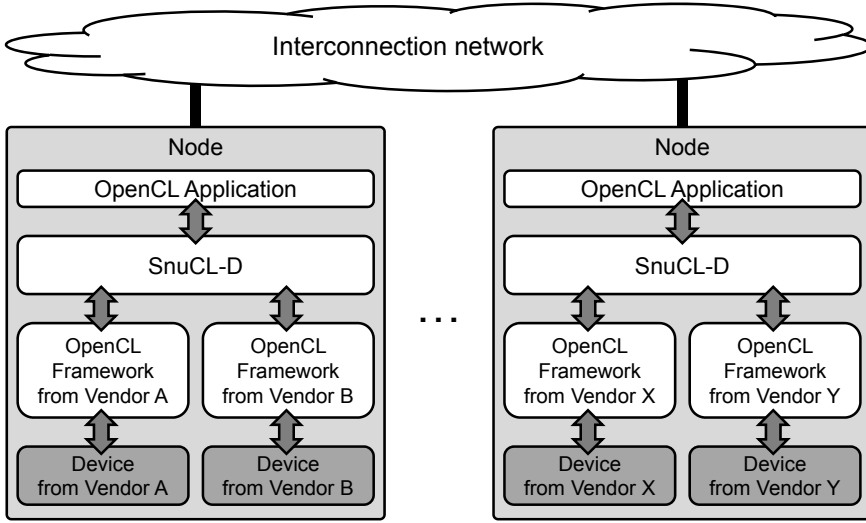 Interconnection network
Node
OpenCL Application
SnuCL-D
OpenCL
Framework
from Vendor A
OpenCL
Framework
from Vendor B
Device
from Vendor A
Device
from Vendor B
...
Node
OpenCL Application
SnuCL-D
OpenCL
Framework
from Vendor X
OpenCL
Framework
from Vendor Y
Device
from Vendor X
Device
from Vendor Y